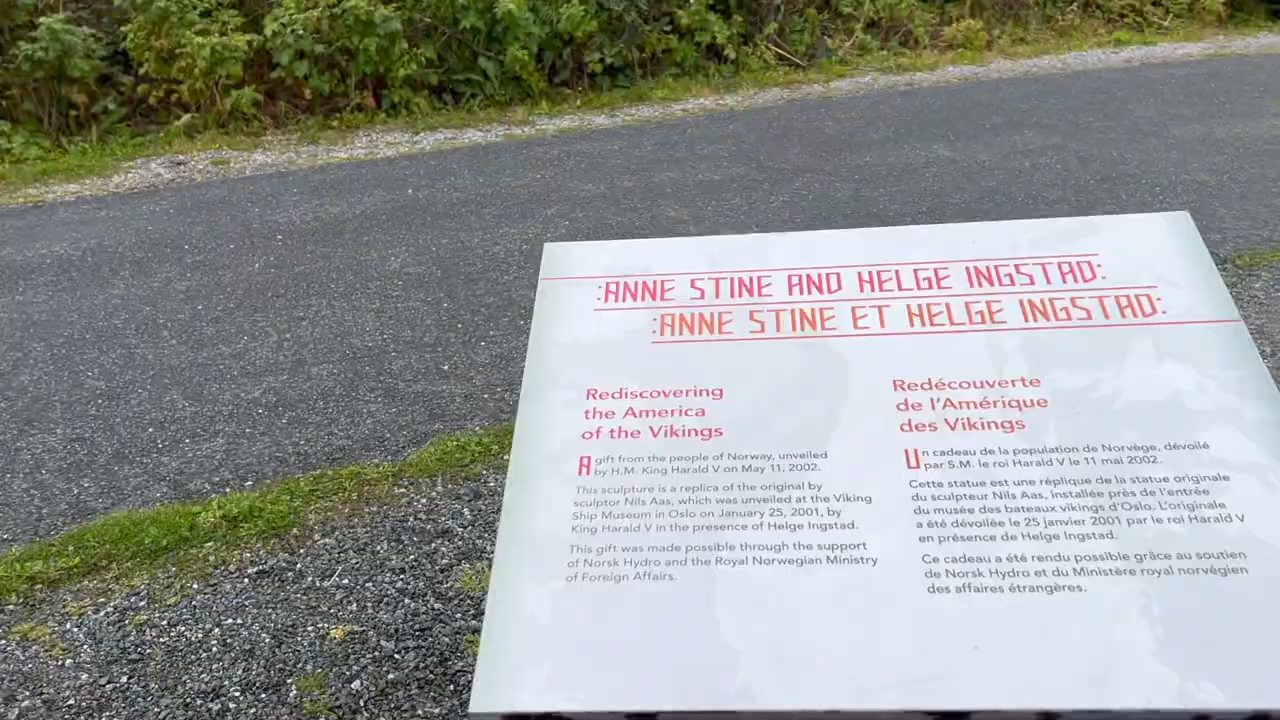 :ANNE STINE AND HELGE INGSTAD:
:ANNE STINE ET HELGE INGSTAD:
Rediscovering
the America
of the Vikings
A gift from the people of Norway, unveiled
by H.M. King Harald V on May 11, 2002.
This sculpture is a replica of the original by
sculptor Nils Aas, which was unveiled at the Viking
Ship Museum in Oslo on January 25, 2001, by
King Harald V in the presence of Helge Ingstad.
This gift was made possible through the support
of Norsk Hydro and the Royal Norwegian Ministry
of Foreign Affairs.
Redécouverte
de l'Amérique
des Vikings
Un cadeau de la population de Norvège, dévoilé
par S.M. le roi Harald V le 11 mai 2002.
Cette statue est une réplique de la statue originale
du sculpteur Nils Aas, installée près de l'entrée
du musée des bateaux vikings d'Oslo. L'originale
a été dévoilée le 25 janvier 2001 par le roi Harald V
en présence de Helge Ingstad.
Ce cadeau a été rendu possible grâce au soutien
de Norsk Hydro et du Ministère royal norvégien
des affaires étrangères.